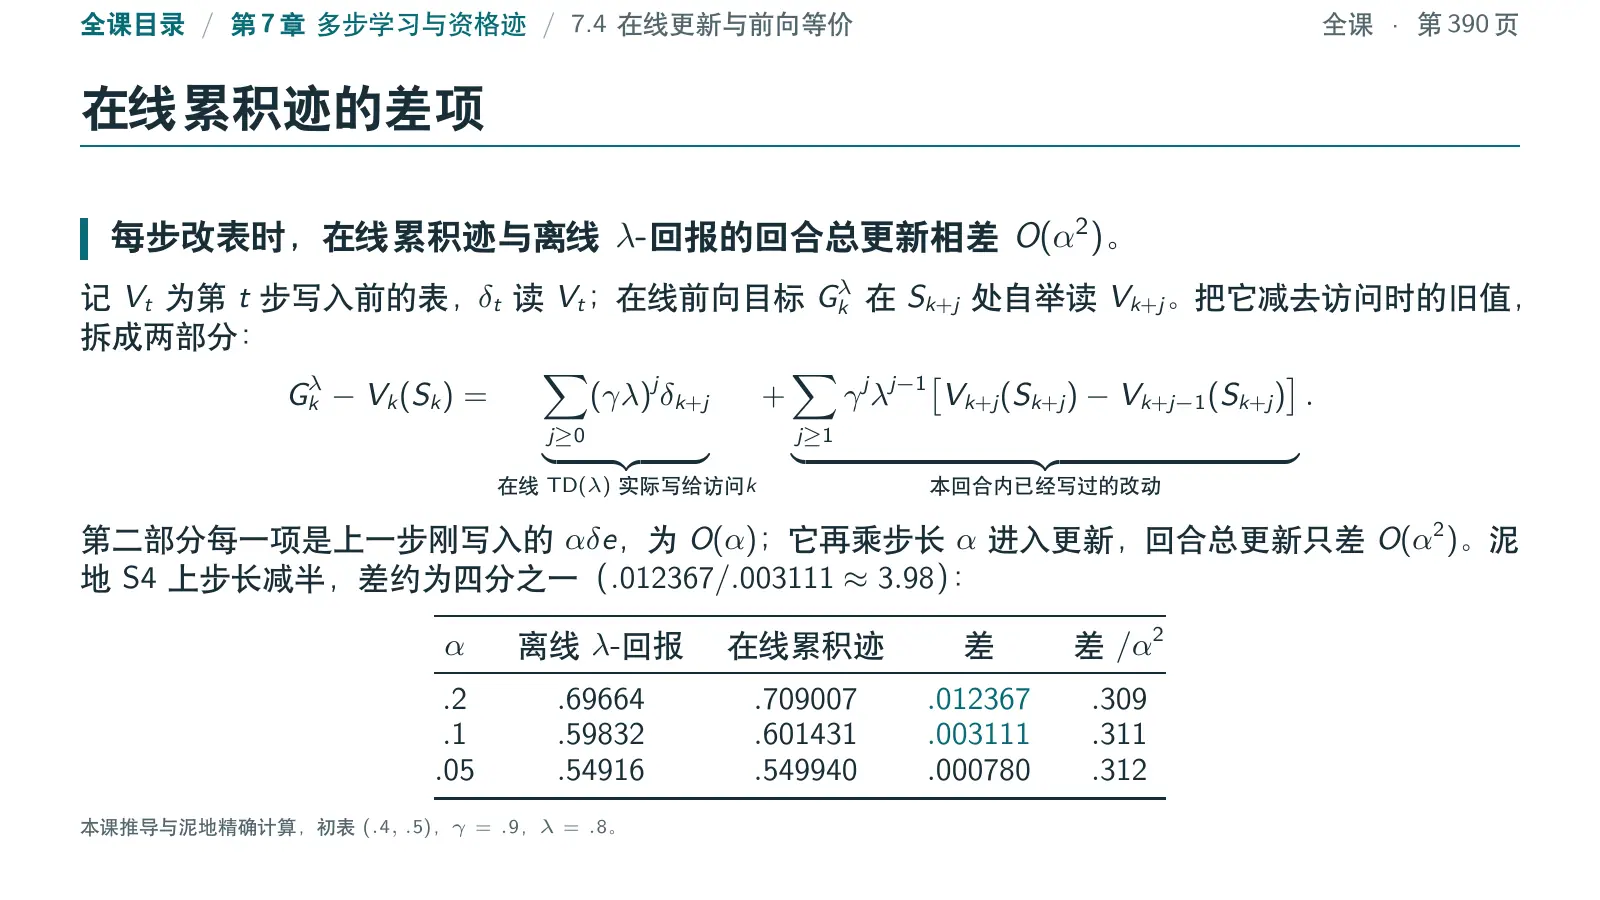 全课目录 / 第 7 章 多步学习与资格迹 / 7.4 在线更新与前向等价
全课 · 第 390 页
在线累积迹的差项
每步改表时，在线累积迹与离线 λ-回报的回合总更新相差 O(α²)。
记 V_t 为第 t 步写入前的表，δ_t 读 V_t；在线前向目标 G_k^λ 在 S_{k+j} 处自举读 V_{k+j}。把它减去访问时的旧值，
拆成两部分：
G_k^λ − V_k(S_k) = ∑_{j≥0} (γλ)^j δ_{k+j} + ∑_{j≥1} γ^j λ^{j−1} [V_{k+j}(S_{k+j}) − V_{k+j−1}(S_{k+j})] .
在线 TD(λ) 实际写给访问k
本回合内已经写过的改动
第二部分每一项是上一步刚写入的 αδe，为 O(α)；它再乘步长 α 进入更新，回合总更新只差 O(α²)。泥
地 S4 上步长减半，差约为四分之一（.012367/.003111 ≈ 3.98）：
α 离线 λ-回报 在线累积迹 差 差 /α²
.2 .69664 .709007 .012367 .309
.1 .59832 .601431 .003111 .311
.05 .54916 .549940 .000780 .312
本课推导与泥地精确计算，初表 (.4, .5)，γ = .9，λ = .8。